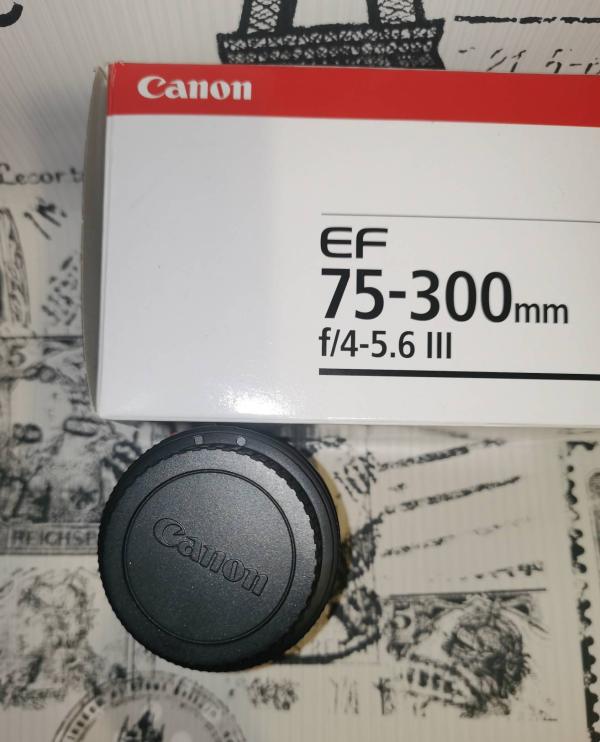 Canon
EF
75-300mm
f/4-5.6 III
Canon
REICHSP